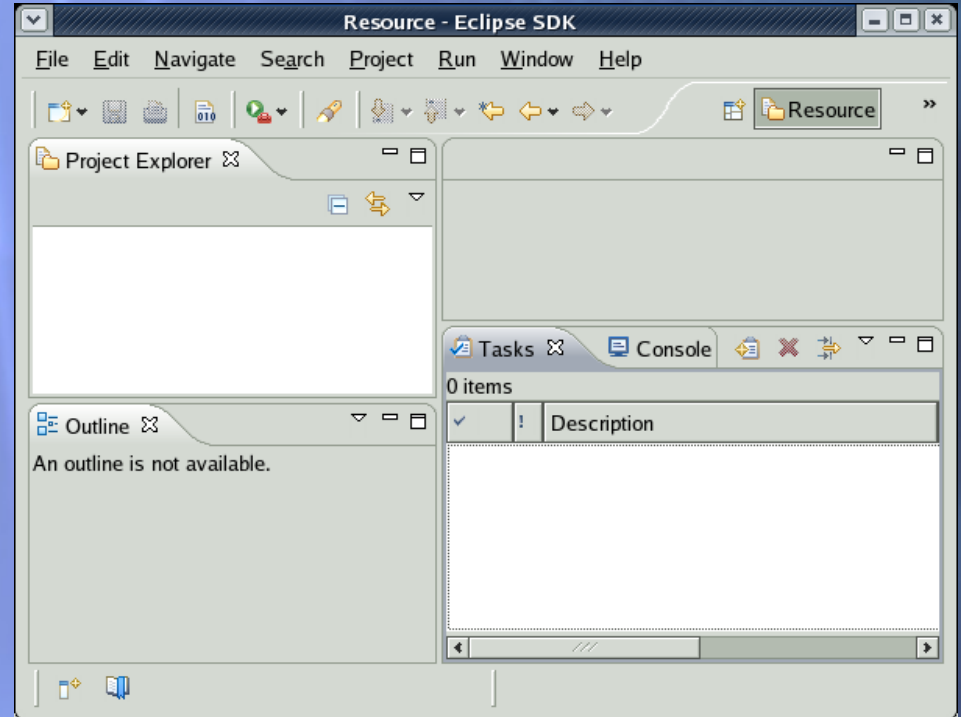 Resource - Eclipse SDK
File Edit Navigate Search Project Run Window Help
010
Resource »
Project Explorer
Tasks Console
0 items
! Description
Outline
An outline is not available.